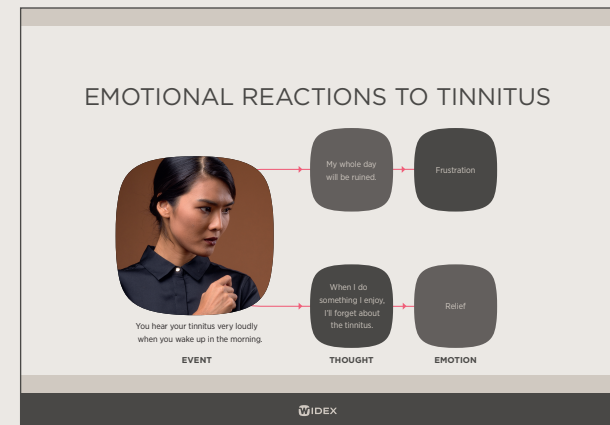 EMOTIONAL REACTIONS TO TINNITUS
My whole day
will be ruined.
Frustration
When I do
something I enjoy,
I'll forget about
the tinnitus.
Relief
You hear your tinnitus very loudly
when you wake up in the morning.
EVENT
THOUGHT
EMOTION
WIDEX